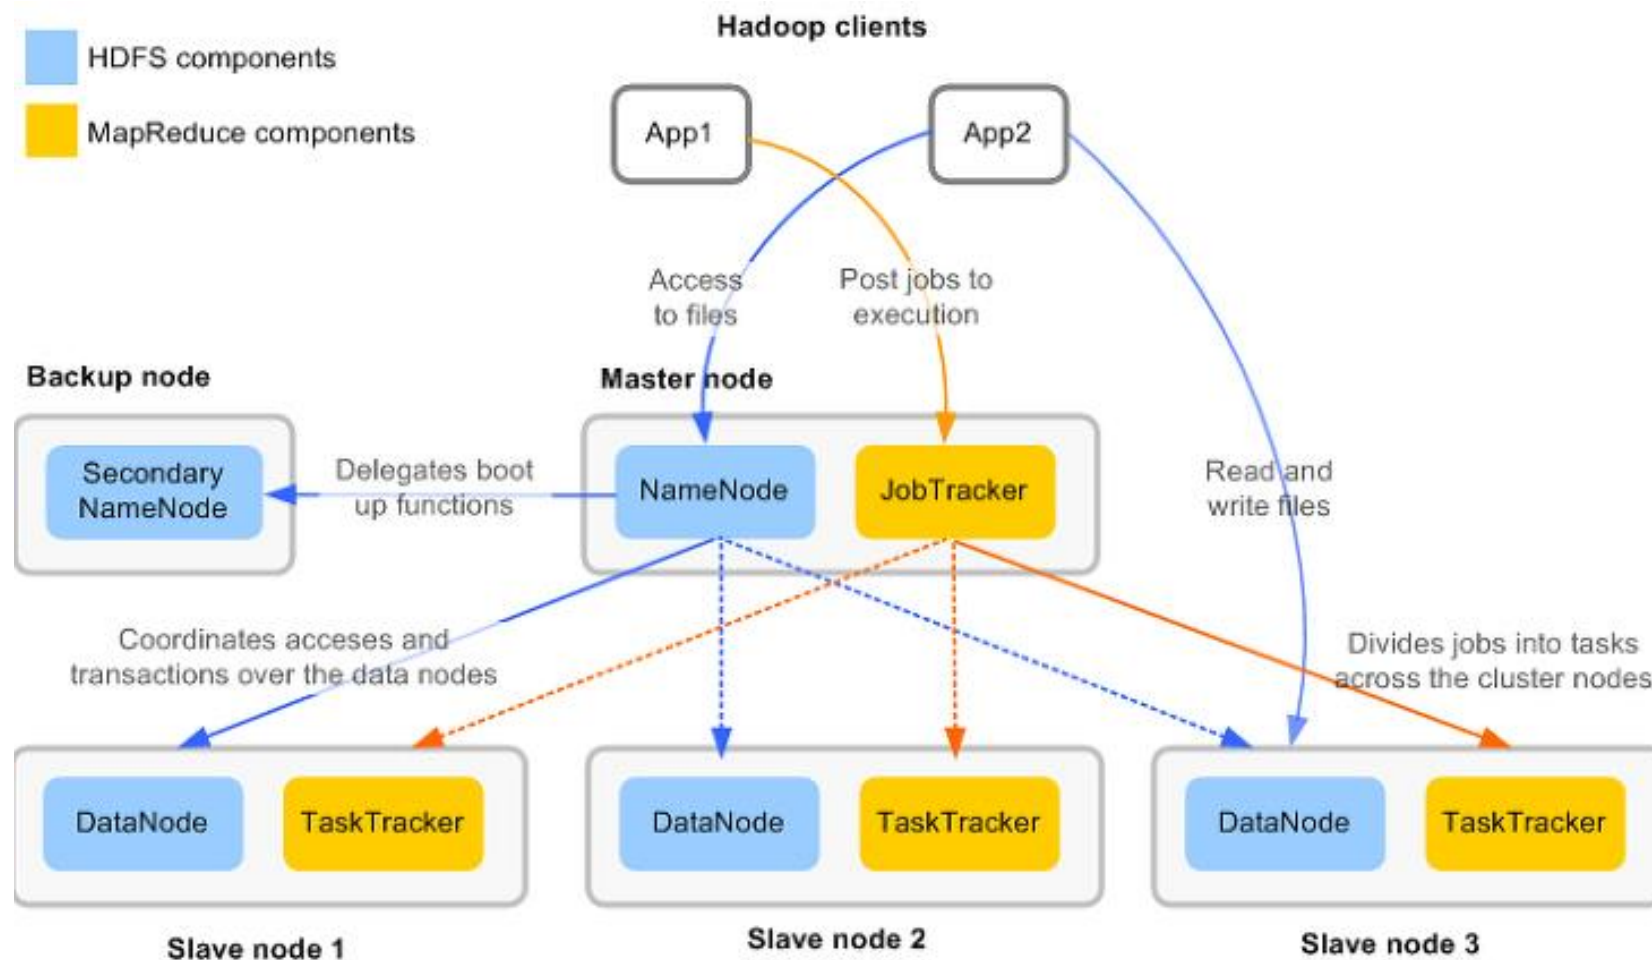 Hadoop clients
HDFS components
MapReduce components
App1
App2
Access
to files
Post jobs to
execution
Backup node
Master node
Secondary
NameNode
Delegates boot
up functions
NameNode
JobTracker
Read and
write files
Coordinates acceses and
transactions over the data nodes
Divides jobs into tasks
across the cluster nodes
DataNode
TaskTracker
DataNode
TaskTracker
DataNode
TaskTracker
Slave node 1
Slave node 2
Slave node 3